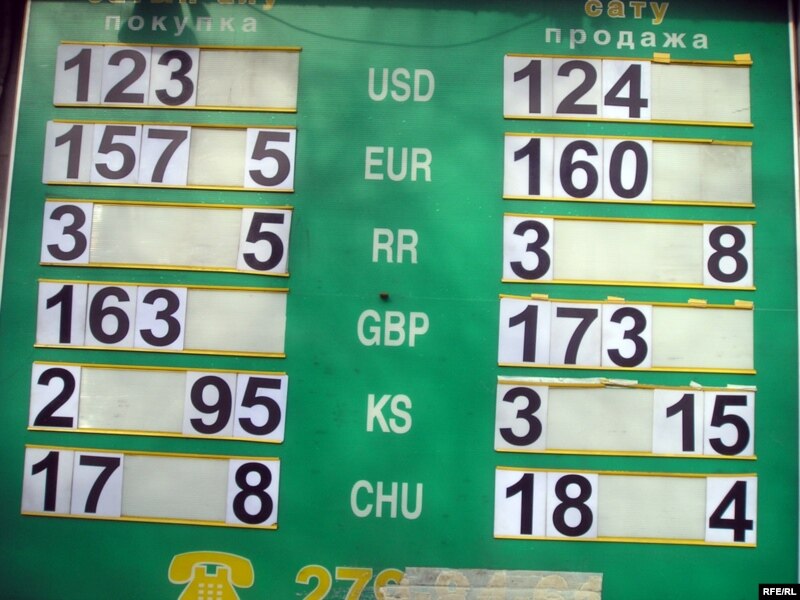 покупка
сату
продажа
123 USD 124
157 5 EUR 160
3 5 RR 3 8
163 GBP 173
2 95 KS 3 15
17 8 CHU 18 4
RFE/RL